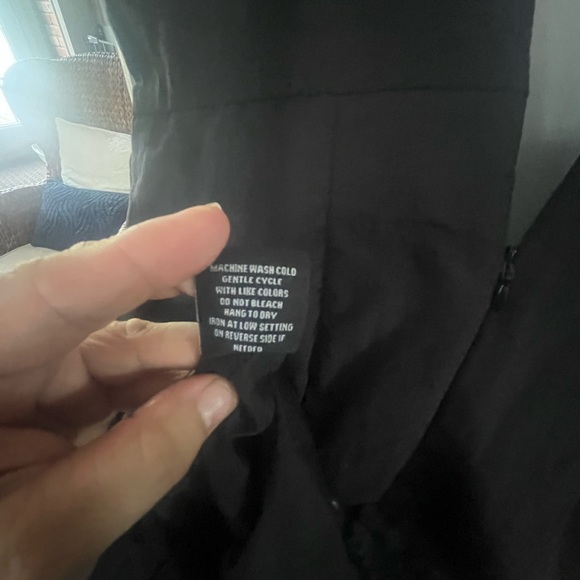 MACHINE WASH COLD
GENTLE CYCLE
WITH LIKE COLORS
DO NOT BLEACH
HANG TO DRY
IRON AT LOW SETTING
ON REVERSE SIDE IF
NEEDED